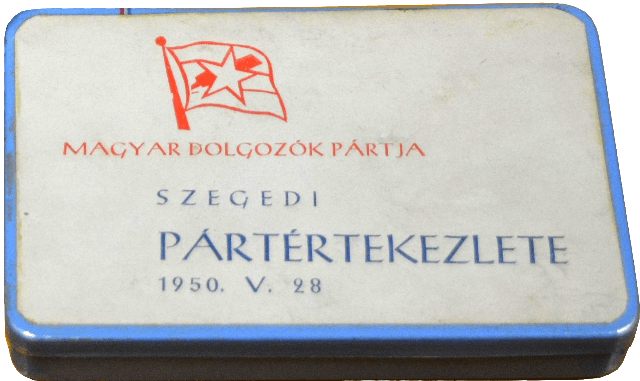 MAGYAR DOLGOZÓK PÁRTJA
SZEGEDI
PÁRTÉRTEKEZLETE
1950. V. 28